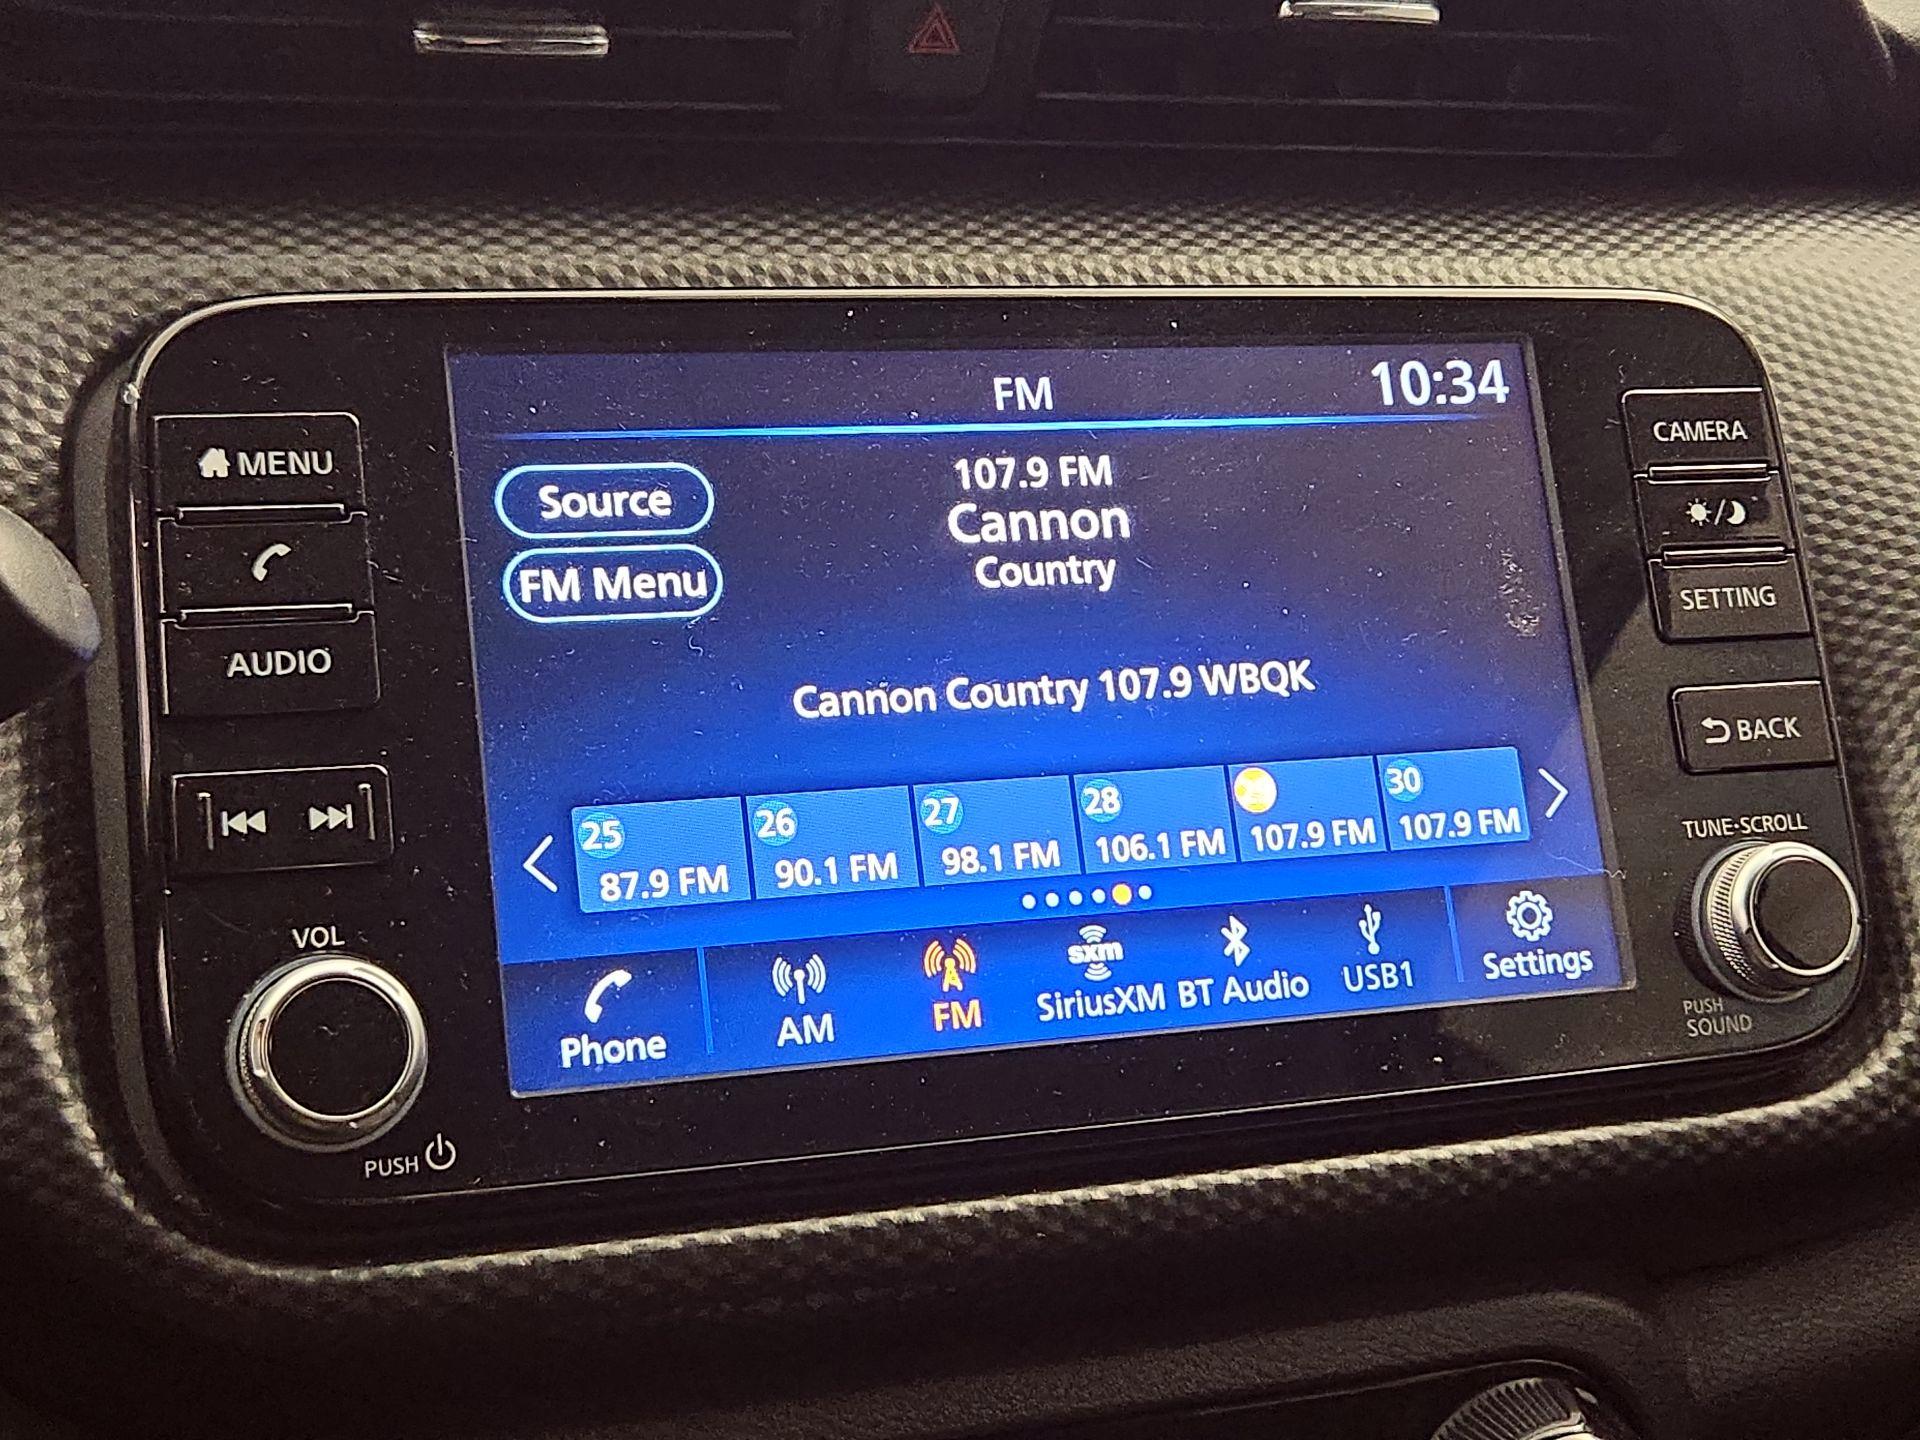 FM
10:34
MENU
AUDIO
VOL
PUSH
Source
FM Menu
107.9 FM
Cannon
Country
Cannon Country 107.9 WBQK
25
87.9 FM
26
90.1 FM
27
98.1 FM
28
106.1 FM
107.9 FM
30
107.9 FM
Phone
AM
FM
sxm
SiriusXM
BT Audio
USB1
Settings
CAMERA
SETTING
BACK
TUNE·SCROLL
PUSH
SOUND